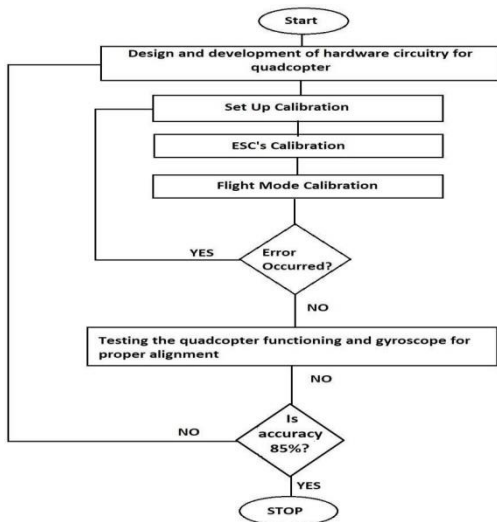 Start
Design and development of hardware circuitry for
quadcopter
Set Up Calibration
ESC's Calibration
Flight Mode Calibration
YES
Error
Occurred?
NO
Testing the quadcopter functioning and gyroscope for
proper alignment
NO
NO
Is
accuracy
85%?
YES
STOP